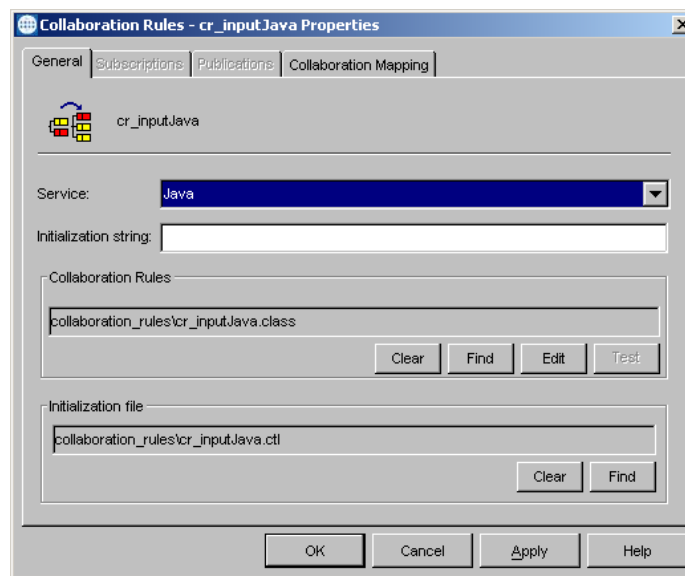 Collaboration Rules - cr_inputJava Properties
General Subscriptions Publications Collaboration Mapping
cr_inputJava
Service: Java
Initialization string:
Collaboration Rules
collaboration_rules\cr_inputJava.class
Clear Find Edit Test
Initialization file
collaboration_rules\cr_inputJava.ctl
Clear Find
OK Cancel Apply Help